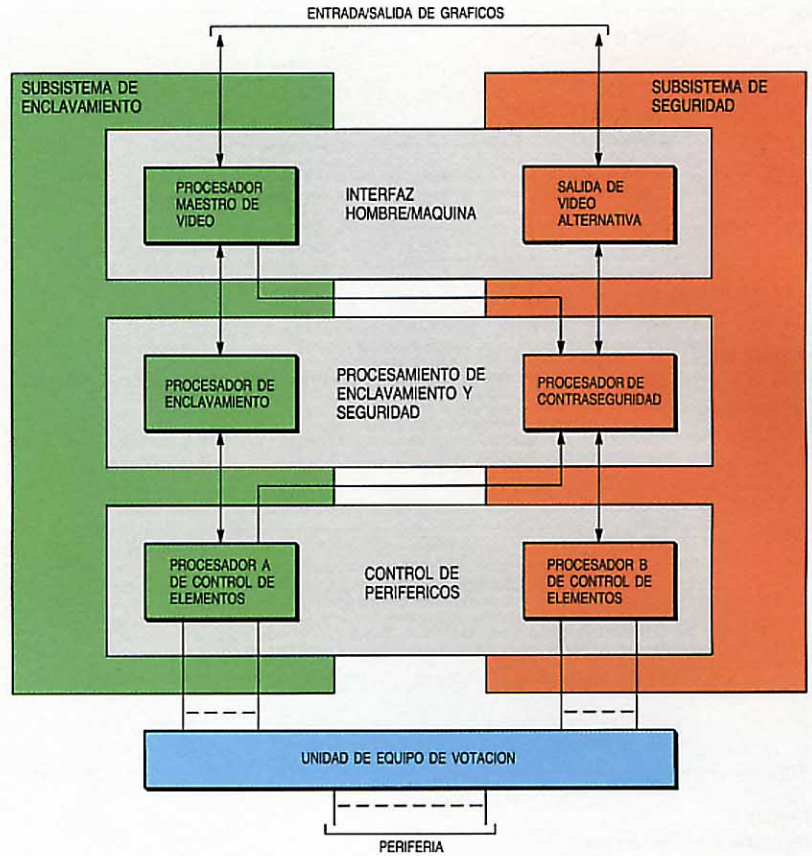 ENTRADA/SALIDA DE GRAFICOS
SUBSISTEMA DE
ENCLAVAMIENTO
SUBSISTEMA DE
SEGURIDAD
PROCESADOR
MAESTRO DE
VIDEO
INTERFAZ
HOMBRE/MAQUINA
SALIDA DE
VIDEO
ALTERNATIVA
PROCESADOR DE
ENCLAVAMIENTO
PROCESAMIENTO DE
ENCLAVAMIENTO Y
SEGURIDAD
PROCESADOR DE
CONTRASEGURIDAD
PROCESADOR A
DE CONTROL DE
ELEMENTOS
CONTROL DE
PERIFERICOS
PROCESADOR B
DE CONTROL DE
ELEMENTOS
UNIDAD DE EQUIPO DE VOTACION
PERIFERIA